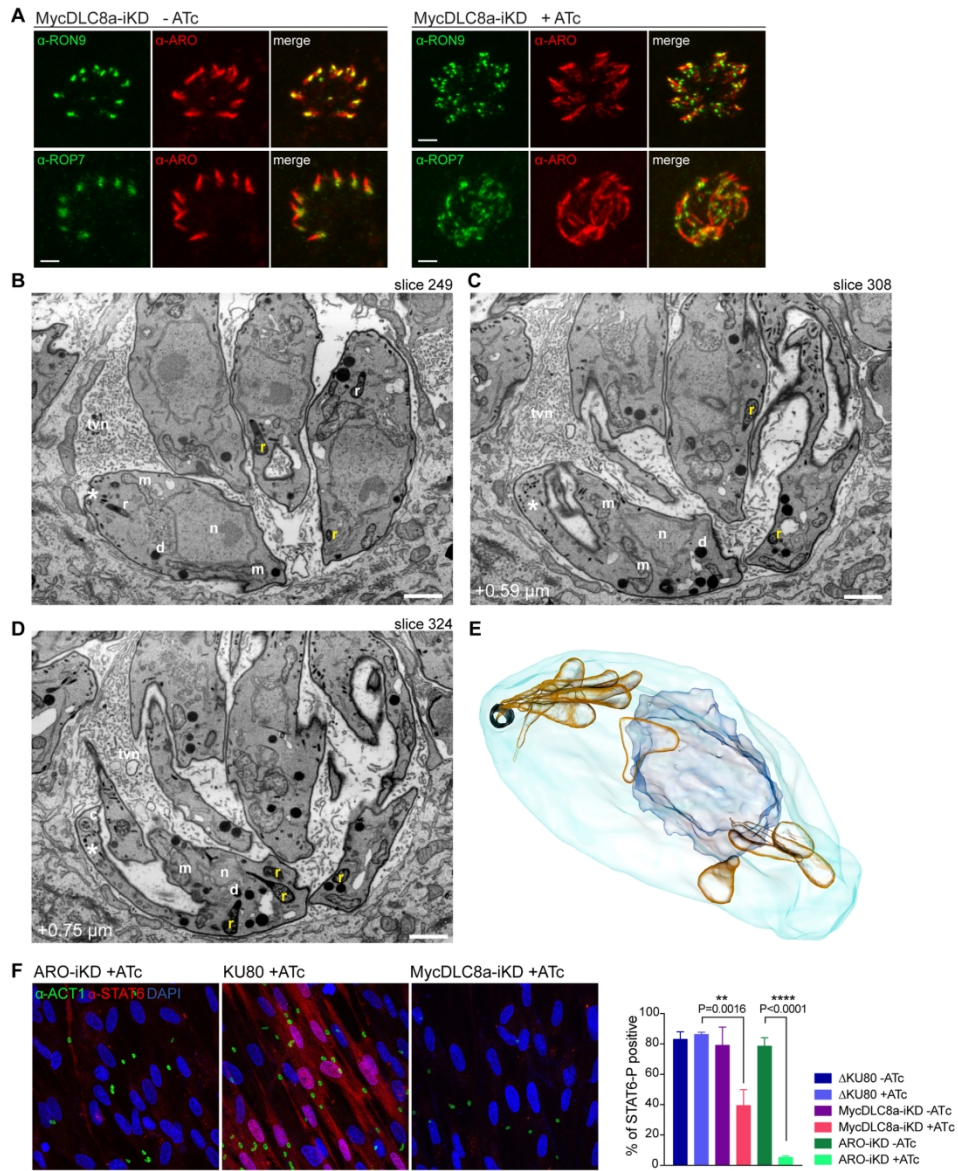 A
MycDLC8a-iKD -ATc
MycDLC8a-iKD + ATc
α-RON9 α-ARO merge
α-RON9 α-ARO merge
α-ROP7 α-ARO merge
α-ROP7 α-ARO merge
B
slice 249
tvn
r
r
*
m
r
n
d
m
r
C
slice 308
r
*
m
n
d
m
r
+0.59 µm
D
slice 324
tvn
c
*
m
n
r
r
d
r
r
+0.75 µm
E
F
ARO-iKD +ATc
KU80 +ATc
MycDLC8a-iKD +ATc
α-ACT1 α-STAT6 DAPI
% of STAT6-P positive
100
80
60
40
20
0
**
P=0.0016
****
P<0.0001
ΔKU80 -ATc
ΔKU80 +ATc
MycDLC8a-iKD -ATc
MycDLC8a-iKD +ATc
ARO-iKD -ATc
ARO-iKD +ATc